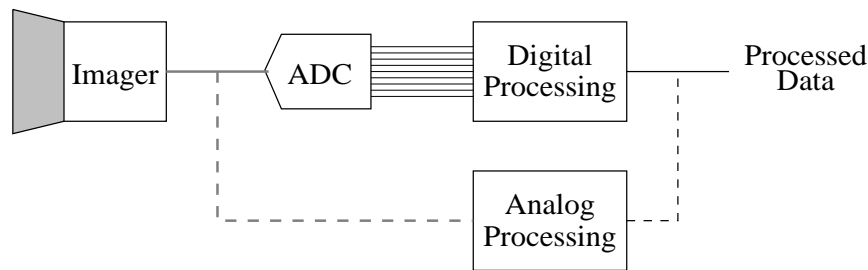 Imager
ADC
Digital
Processing
Processed
Data
Analog
Processing